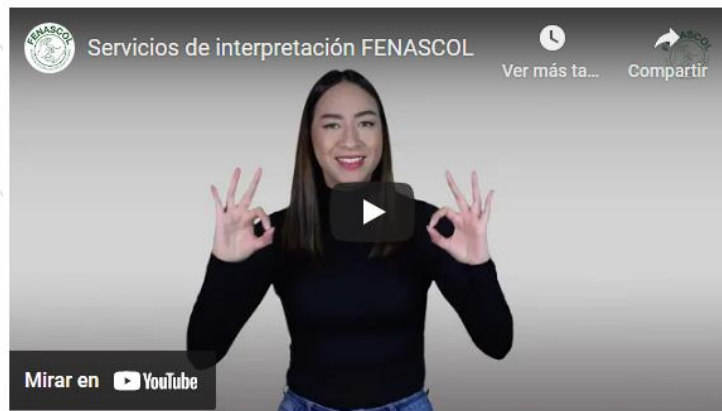 FENASCOL
Servicios de interpretación FENASCOL
Ver más ta...
Compartir
Mirar en YouTube